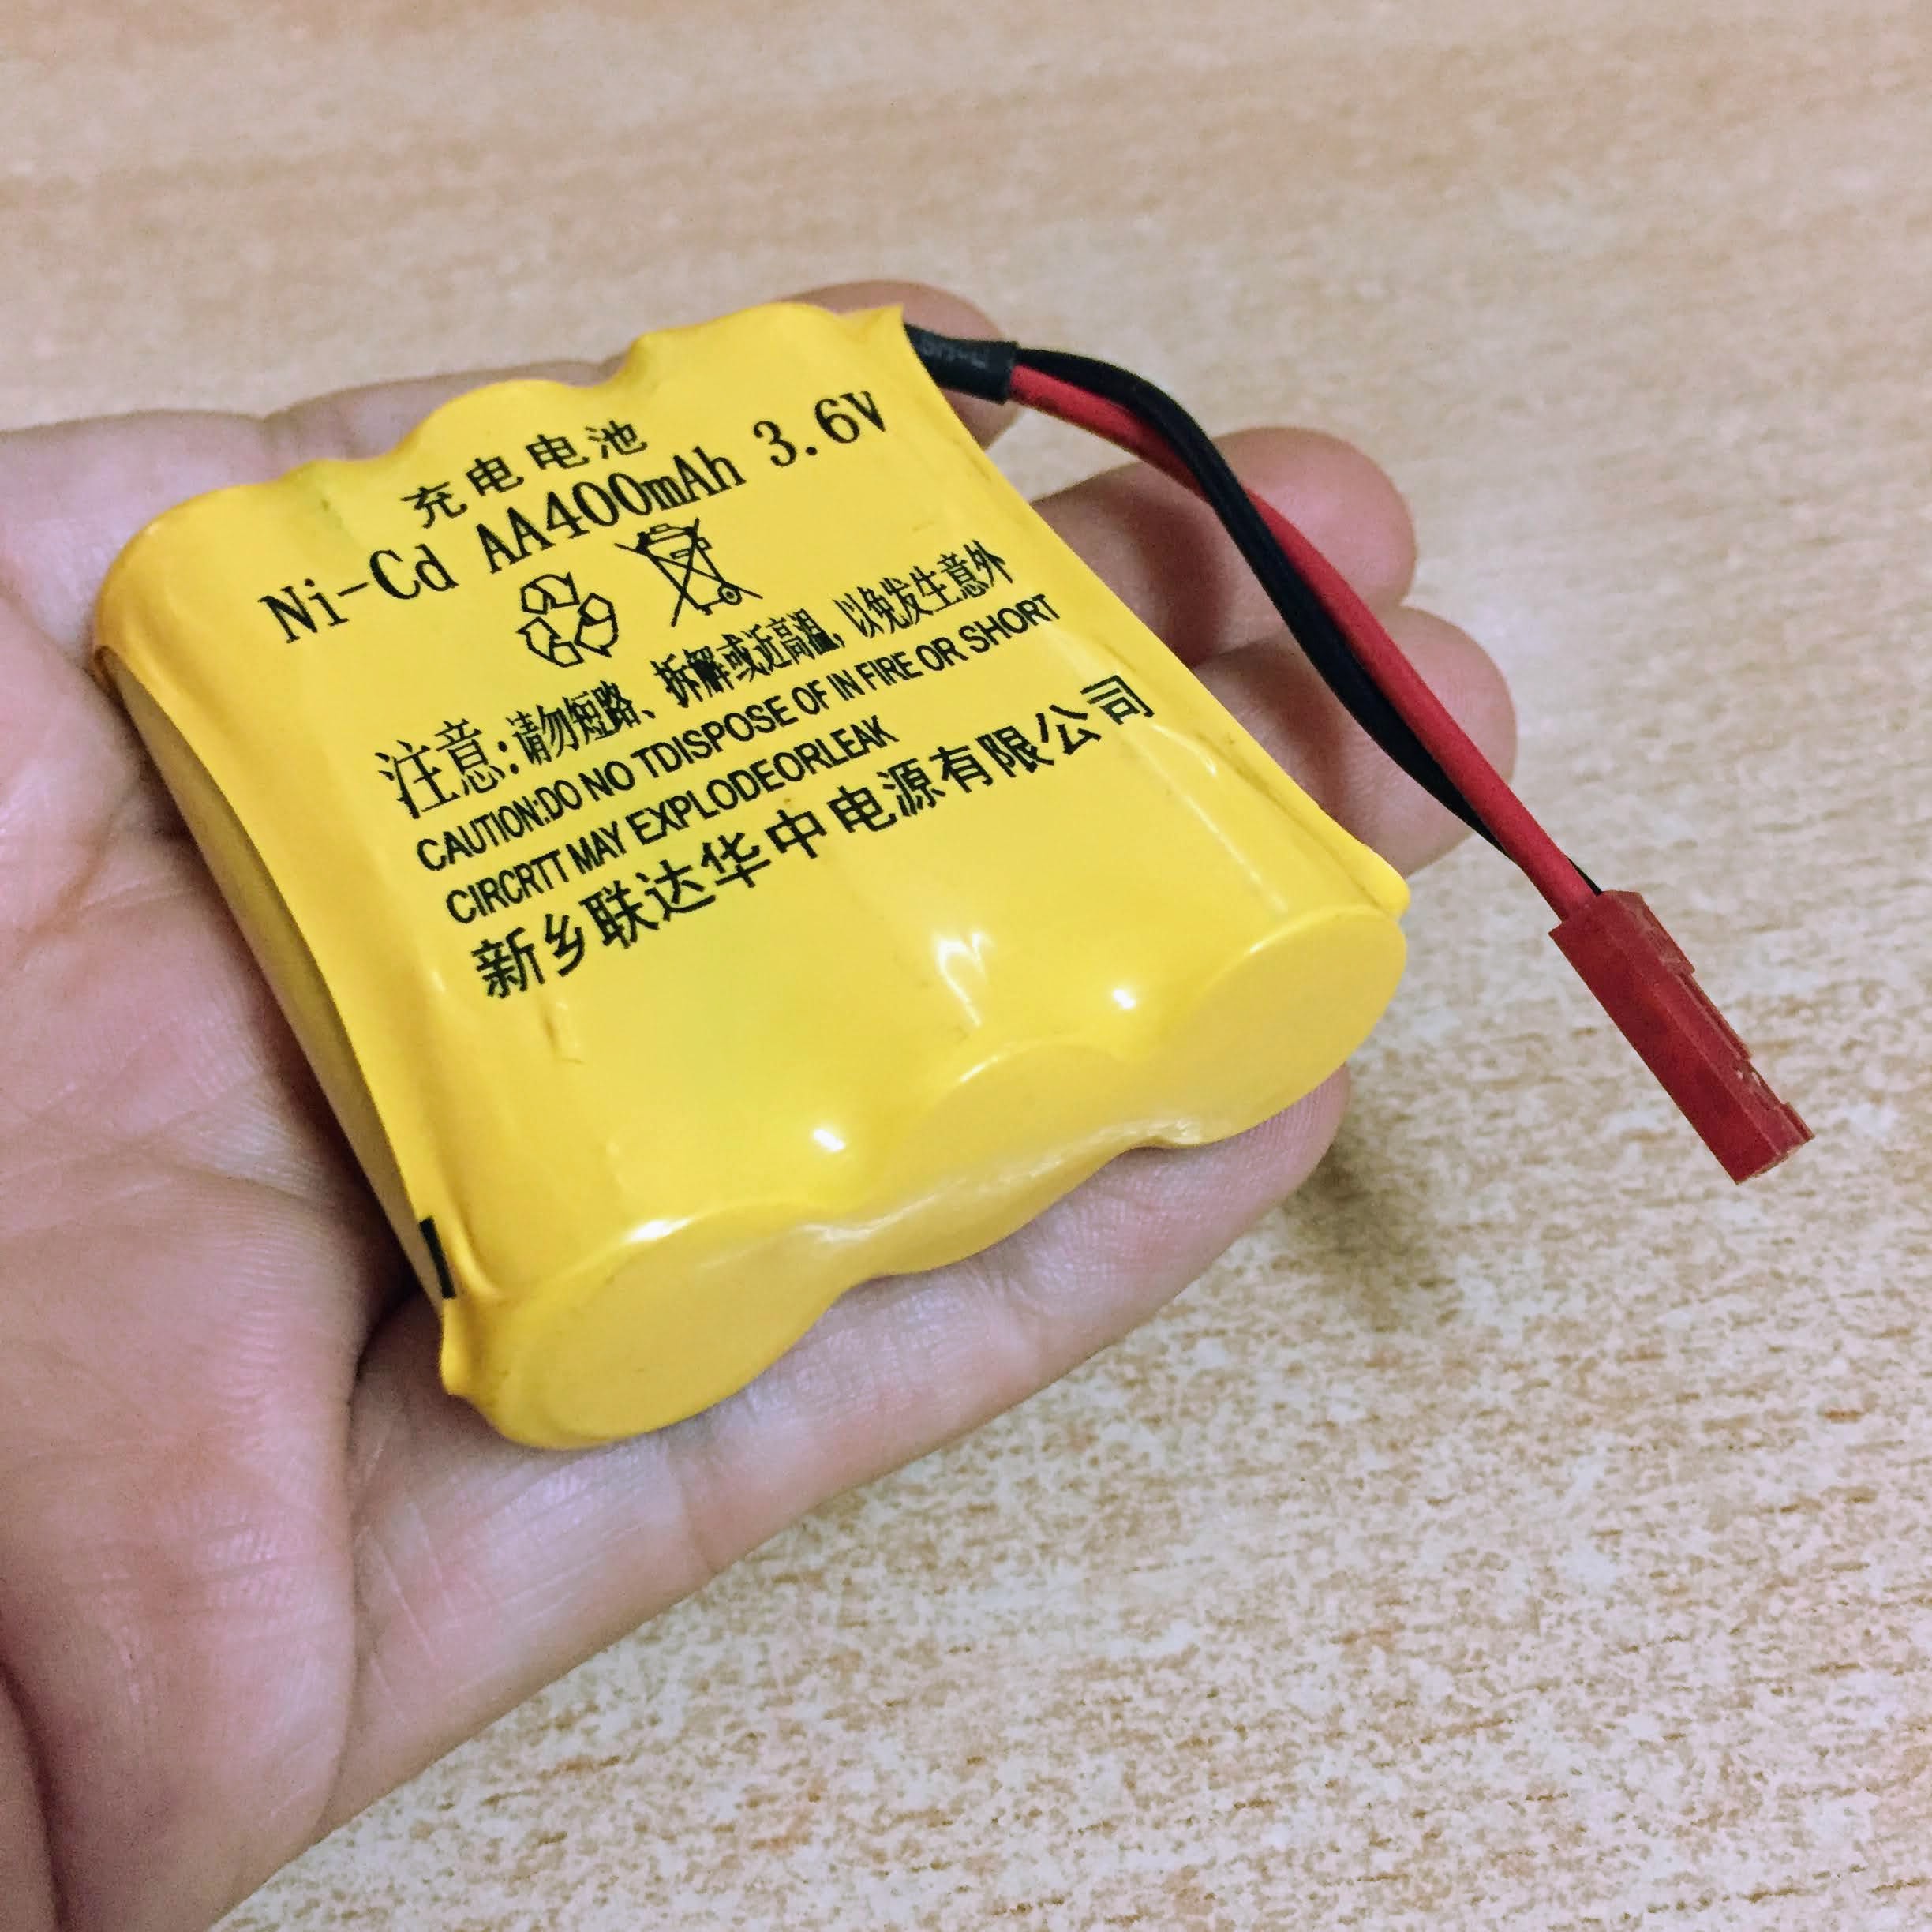 充电电池
Ni-Cd AA400mAh 3.6V
注意:请勿短路、拆解或近高温,以免发生意外
CAUTION:DO NO TDISPOSE OF IN FIRE OR SHORT
CIRCRTT MAY EXPLODEORLEAK
新乡联达华中电源有限公司